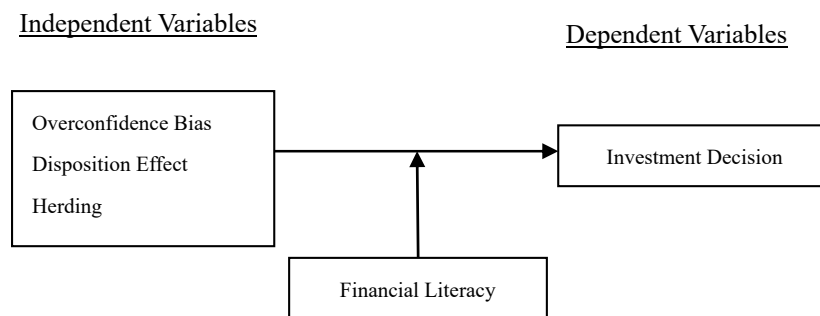 Independent Variables
Dependent Variables
Overconfidence Bias
Disposition Effect
Herding
Investment Decision
Financial Literacy